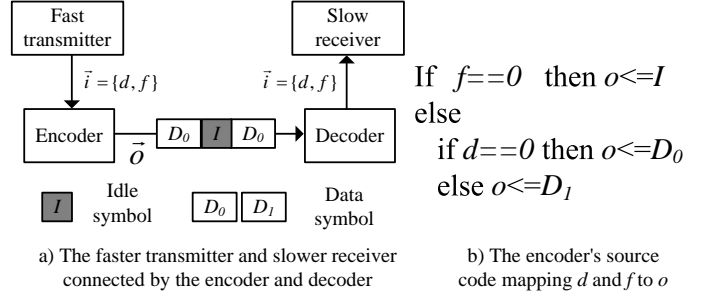 Fast
transmitter
Slow
receiver
i⃗ = {d, f}
i⃗ = {d, f}
Encoder
o⃗
D₀ I D₀
Decoder
I
Idle
symbol
D₀ D₁
Data
symbol
a) The faster transmitter and slower receiver
connected by the encoder and decoder
If f==0 then o<=I
else
if d==0 then o<=D₀
else o<=D₁
b) The encoder's source
code mapping d and f to o